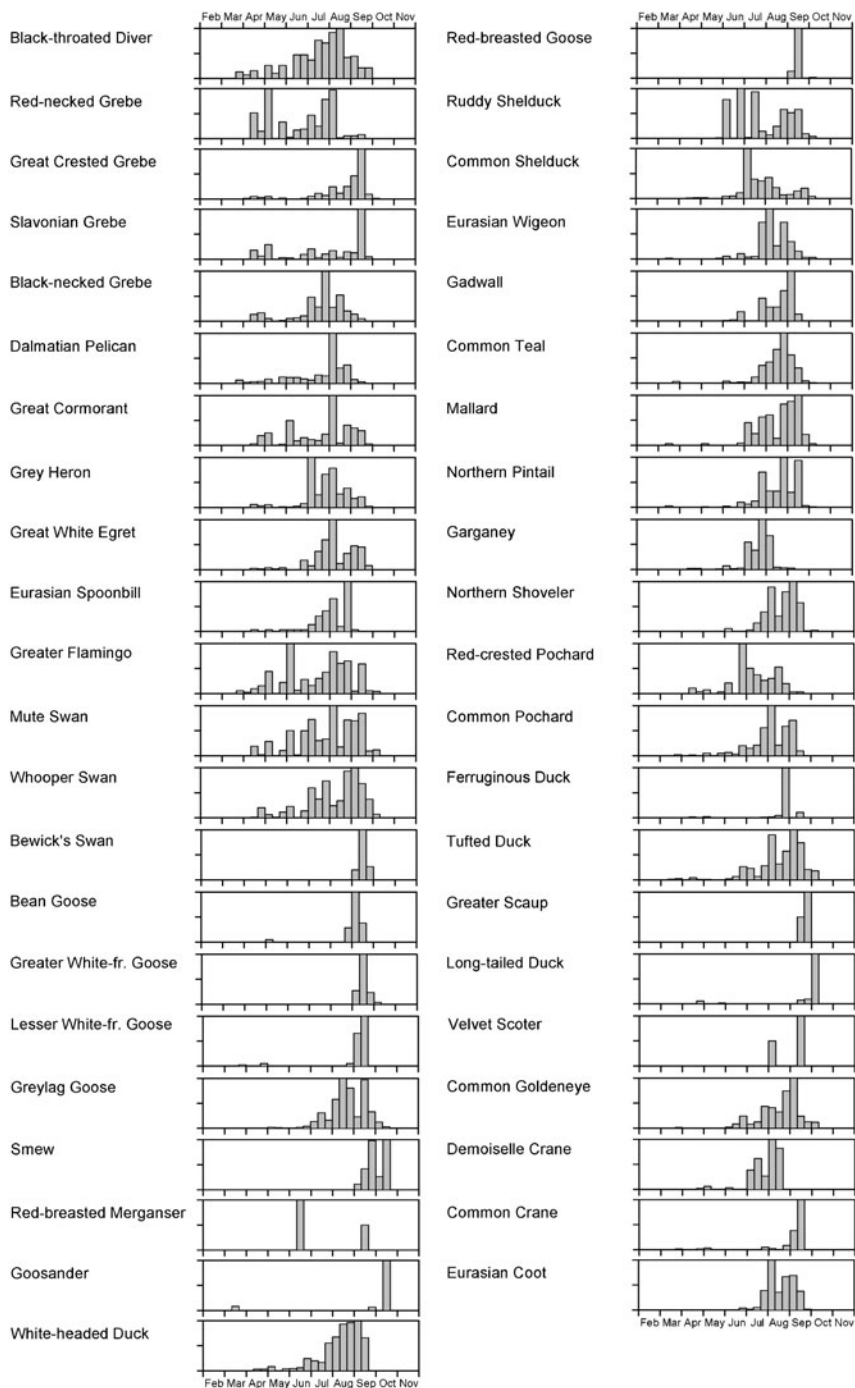 Feb Mar Apr May Jun Jul Aug Sep Oct Nov
Black-throated Diver
Red-necked Grebe
Great Crested Grebe
Slavonian Grebe
Black-necked Grebe
Dalmatian Pelican
Great Cormorant
Grey Heron
Great White Egret
Eurasian Spoonbill
Greater Flamingo
Mute Swan
Whooper Swan
Bewick's Swan
Bean Goose
Greater White-fr. Goose
Lesser White-fr. Goose
Greylag Goose
Smew
Red-breasted Merganser
Goosander
White-headed Duck
Feb Mar Apr May Jun Jul Aug Sep Oct Nov
Feb Mar Apr May Jun Jul Aug Sep Oct Nov
Red-breasted Goose
Ruddy Shelduck
Common Shelduck
Eurasian Wigeon
Gadwall
Common Teal
Mallard
Northern Pintail
Garganey
Northern Shoveler
Red-crested Pochard
Common Pochard
Ferruginous Duck
Tufted Duck
Greater Scaup
Long-tailed Duck
Velvet Scoter
Common Goldeneye
Demoiselle Crane
Common Crane
Eurasian Coot
Feb Mar Apr May Jun Jul Aug Sep Oct Nov